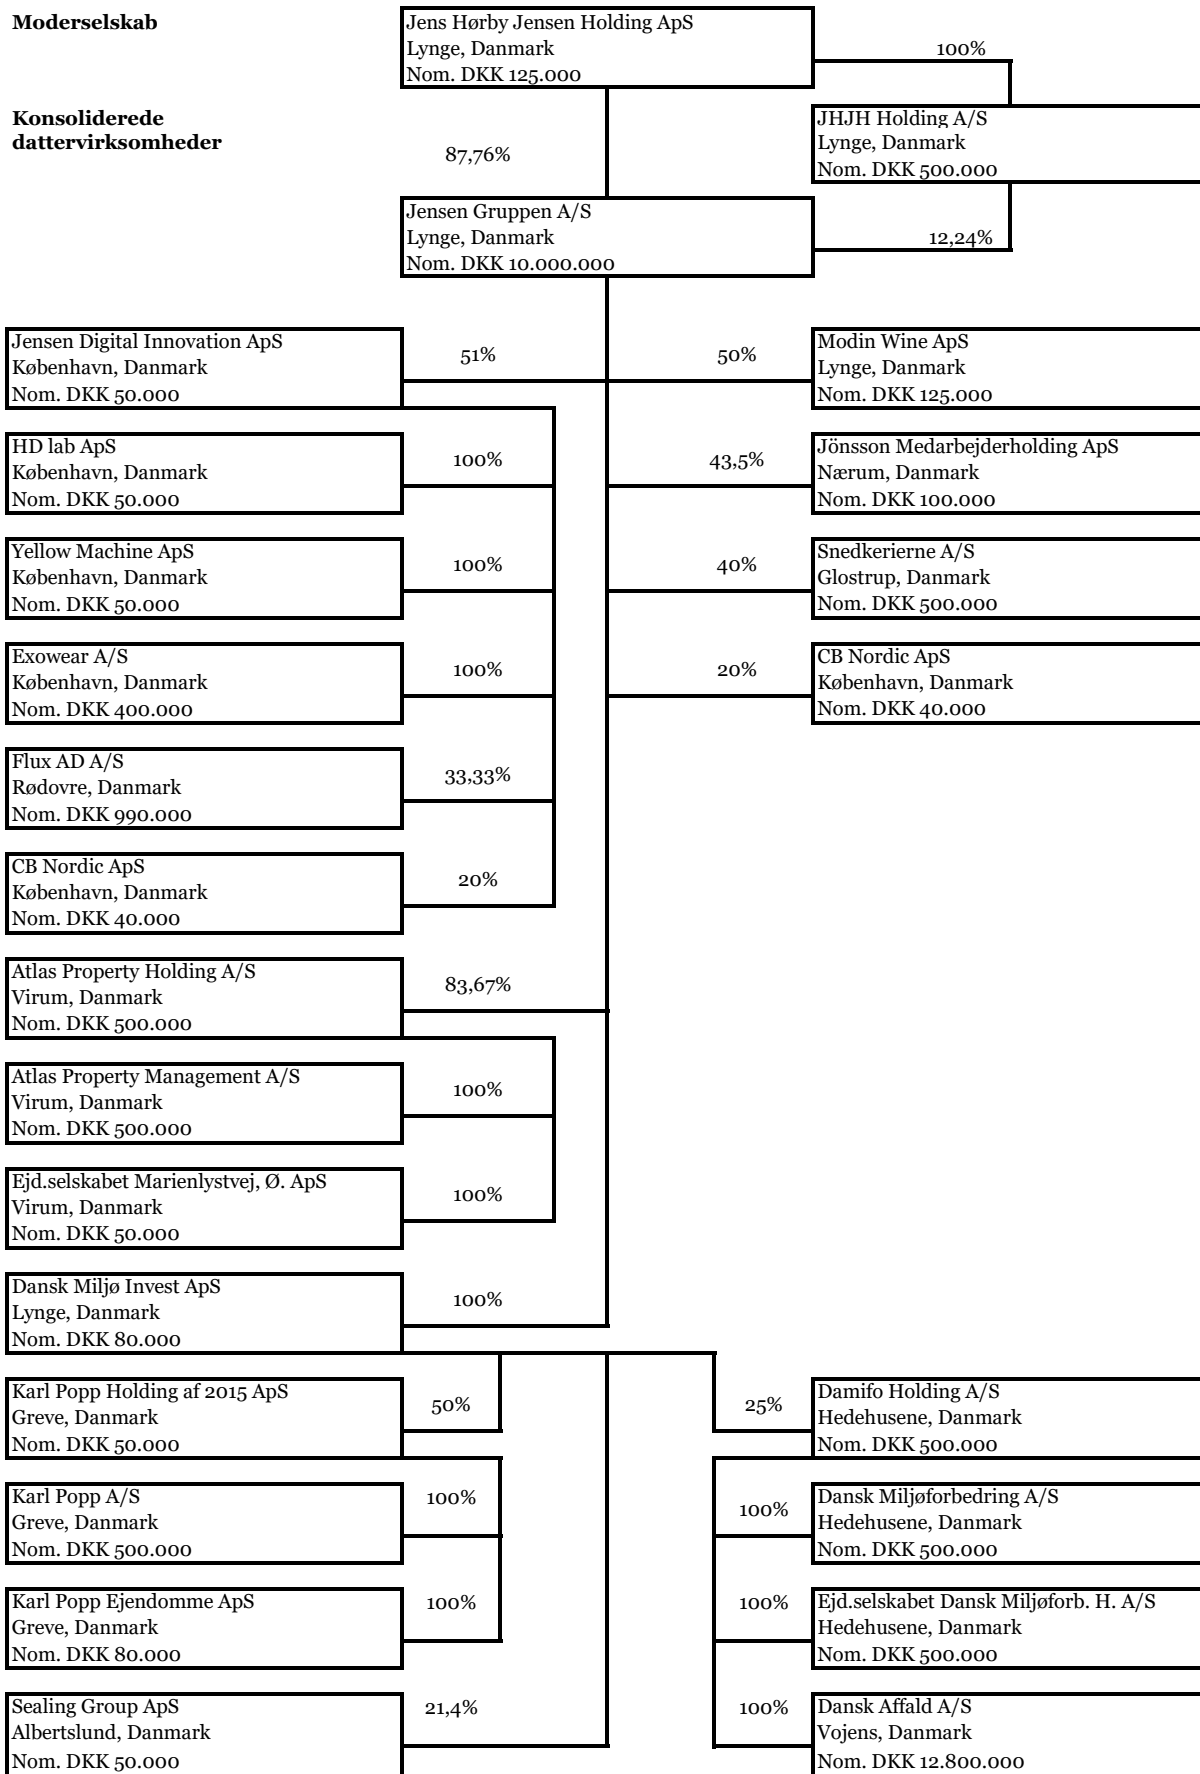 Moderselskab
Jens Hørby Jensen Holding ApS
Lynge, Danmark
Nom. DKK 125.000
100%
Konsoliderede
dattervirksomheder
87,76%
JHJH Holding A/S
Lynge, Danmark
Nom. DKK 500.000
Jensen Gruppen A/S
Lynge, Danmark
Nom. DKK 10.000.000
12,24%
Jensen Digital Innovation ApS
København, Danmark
Nom. DKK 50.000
51%
50%
Modin Wine ApS
Lynge, Danmark
Nom. DKK 125.000
HD lab ApS
København, Danmark
Nom. DKK 50.000
100%
43,5%
Jönsson Medarbejderholding ApS
Nærum, Danmark
Nom. DKK 100.000
Yellow Machine ApS
København, Danmark
Nom. DKK 50.000
100%
40%
Snedkerierne A/S
Glostrup, Danmark
Nom. DKK 500.000
Exowear A/S
København, Danmark
Nom. DKK 400.000
100%
20%
CB Nordic ApS
København, Danmark
Nom. DKK 40.000
Flux AD A/S
Rødovre, Danmark
Nom. DKK 990.000
33,33%
CB Nordic ApS
København, Danmark
Nom. DKK 40.000
20%
Atlas Property Holding A/S
Virum, Danmark
Nom. DKK 500.000
83,67%
Atlas Property Management A/S
Virum, Danmark
Nom. DKK 500.000
100%
Ejd.selskabet Marienlystvej, Ø. ApS
Virum, Danmark
Nom. DKK 50.000
100%
Dansk Miljø Invest ApS
Lynge, Danmark
Nom. DKK 80.000
100%
Karl Popp Holding af 2015 ApS
Greve, Danmark
Nom. DKK 50.000
50%
25%
Damifo Holding A/S
Hedehusene, Danmark
Nom. DKK 500.000
Karl Popp A/S
Greve, Danmark
Nom. DKK 500.000
100%
100%
Dansk Miljøforbedring A/S
Hedehusene, Danmark
Nom. DKK 500.000
Karl Popp Ejendomme ApS
Greve, Danmark
Nom. DKK 80.000
100%
100%
Ejd.selskabet Dansk Miljøforb. H. A/S
Hedehusene, Danmark
Nom. DKK 500.000
Sealing Group ApS
Albertslund, Danmark
Nom. DKK 50.000
21,4%
100%
Dansk Affald A/S
Vojens, Danmark
Nom. DKK 12.800.000